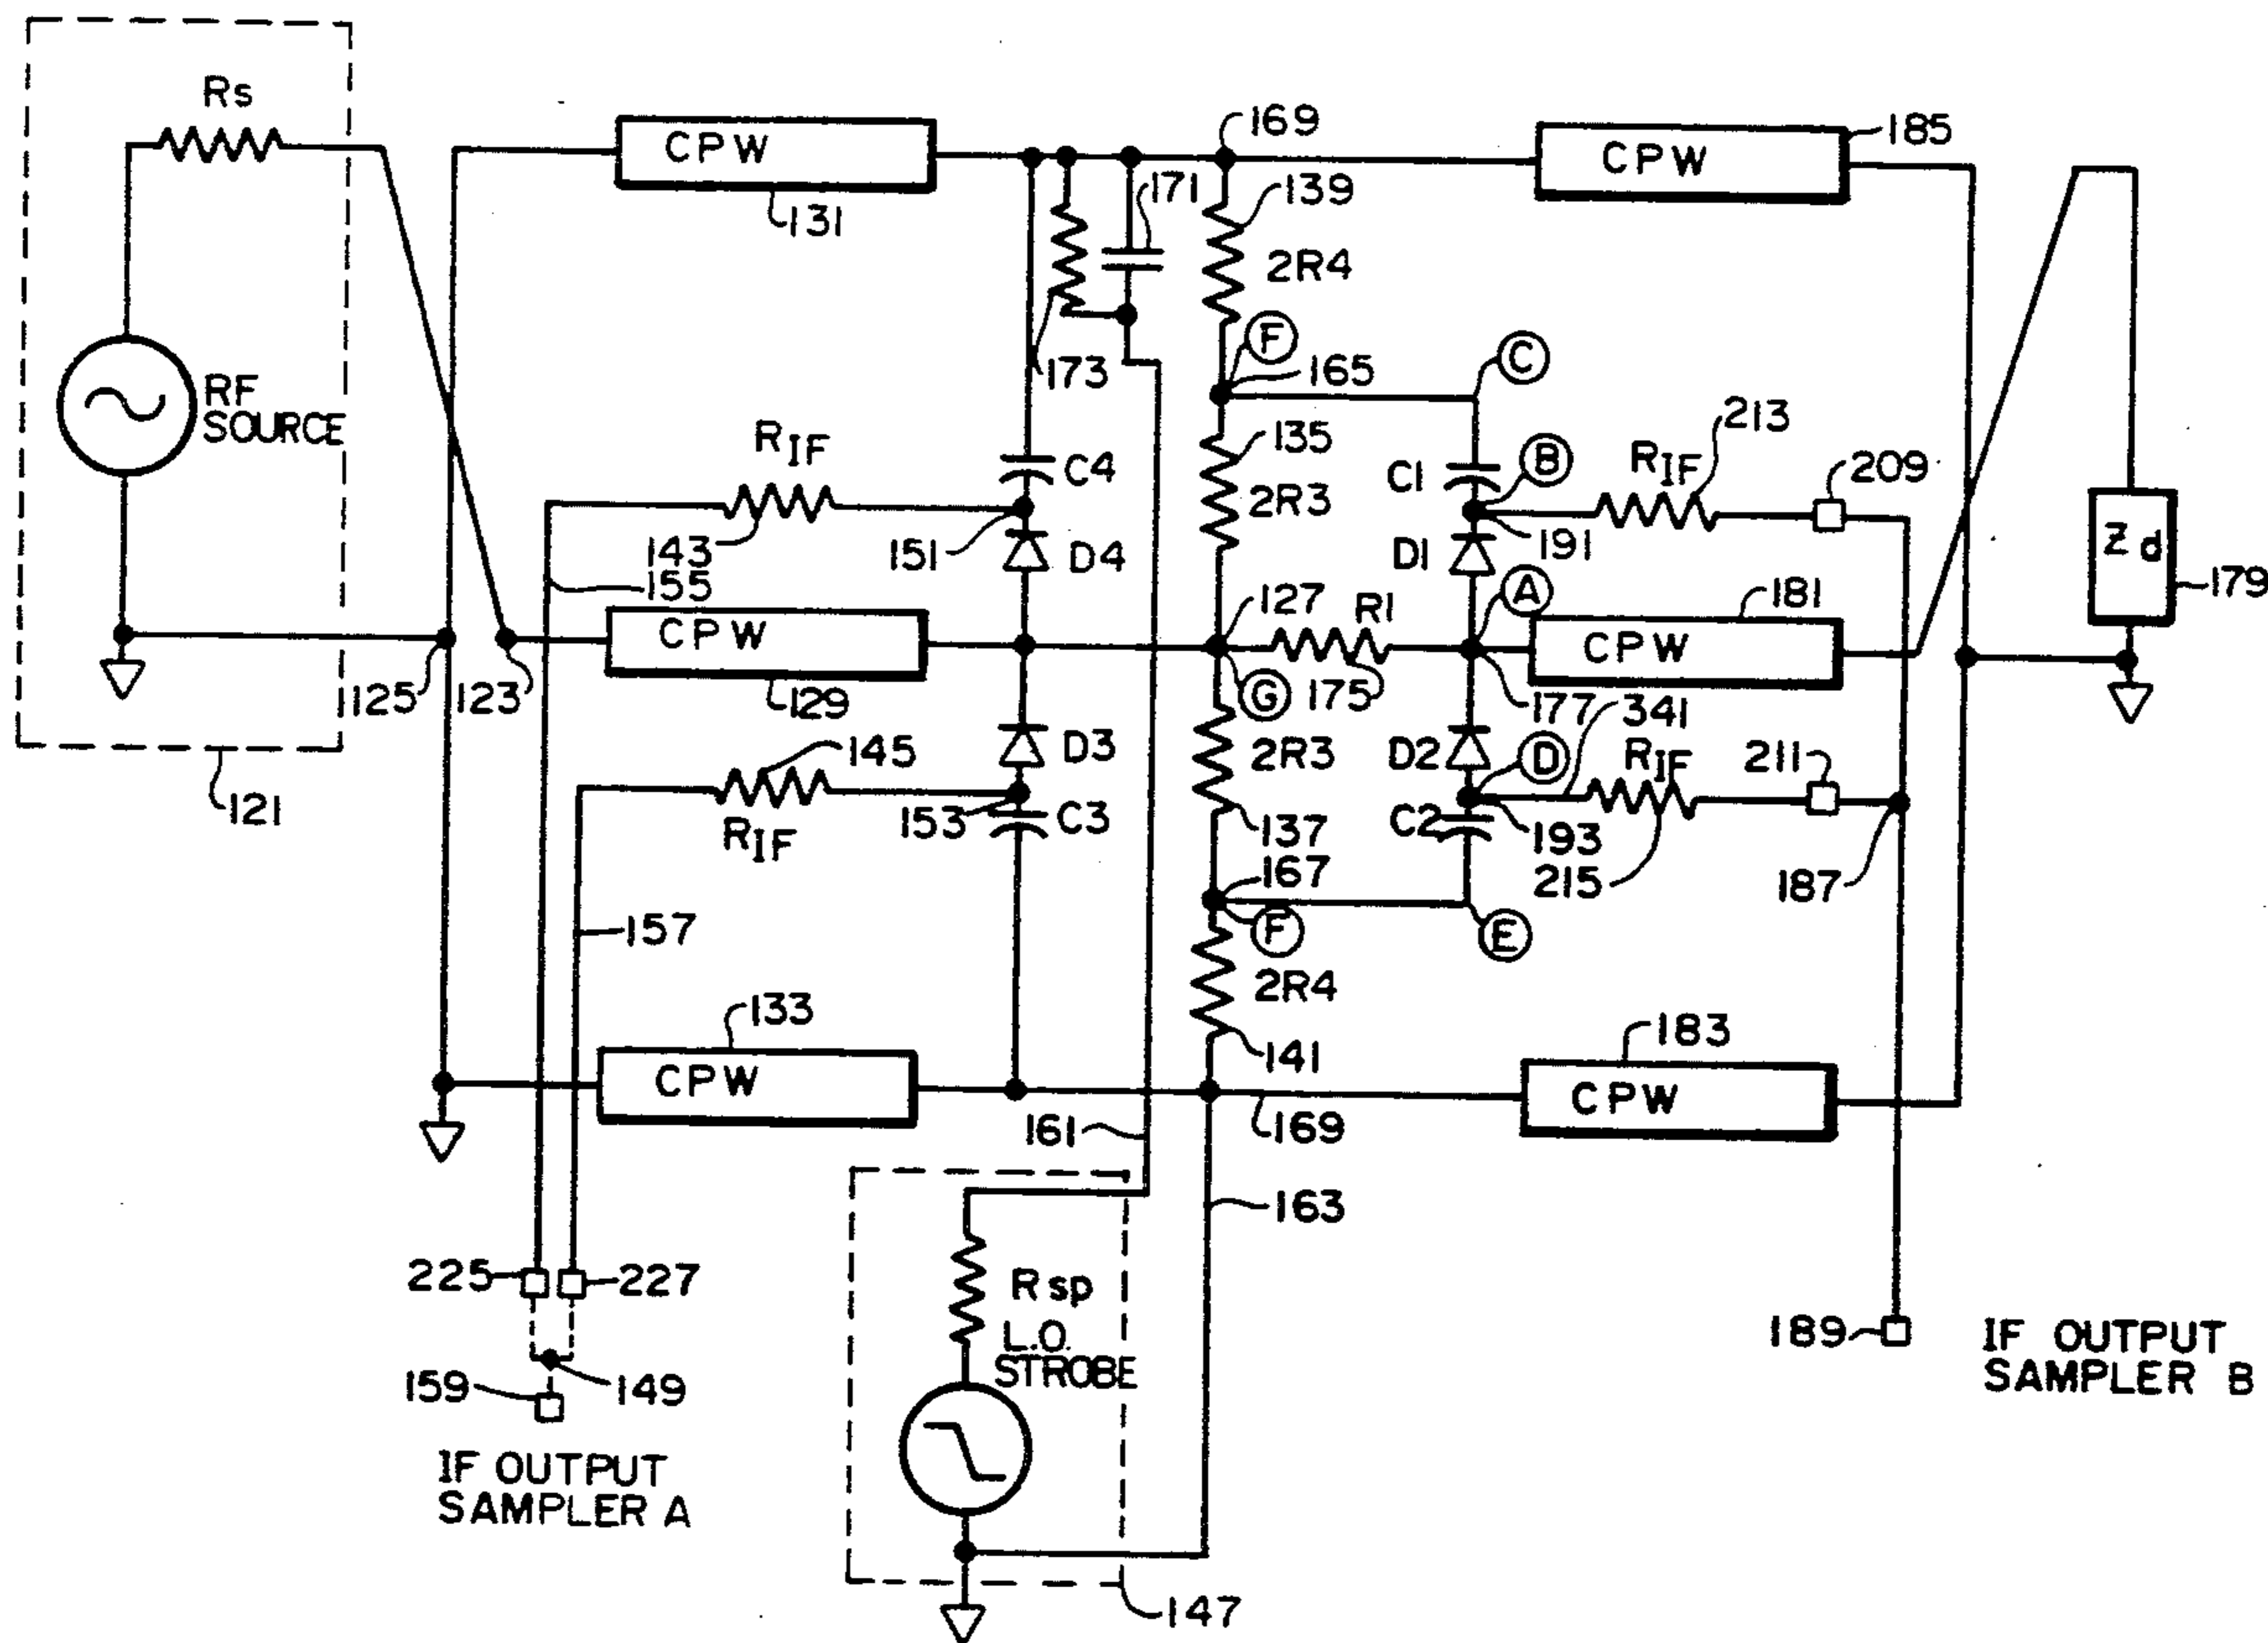 Rs
CPW
169
CPW
185
171
139
131
2R4
F
C
173
165
RF
SOURCE
RIF
135
213
C4
C1
B
RIF
209
2R3
143
151
D4
D1
191
Zd
155
127
R1
A
181
179
CPW
CPW
125
123
129
G
175
177
341
D3
2R3
D2
D
RIF
211
145
121
RIF
153
C3
137
C2
193
167
215
187
157
F
E
133
2R4
183
CPW
141
CPW
161
169
163
225
227
Rsp
L.O.
STROBE
189
IF OUTPUT
SAMPLER B
159
149
IF OUTPUT
SAMPLER A
147